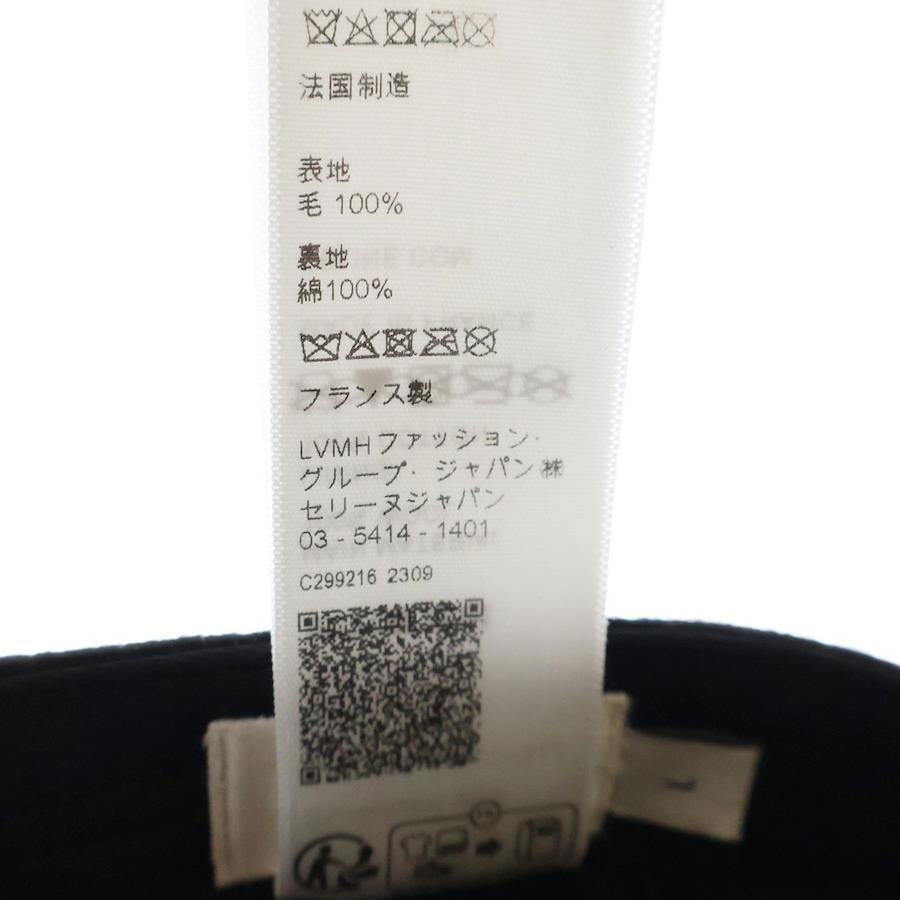 法国制造
表地
毛 100%
裏地
綿100%
フランス製
LVMHファッション・
グループ・ジャパン㈱
セリーヌジャパン
03 - 5414 - 1401
C299216 2309
L